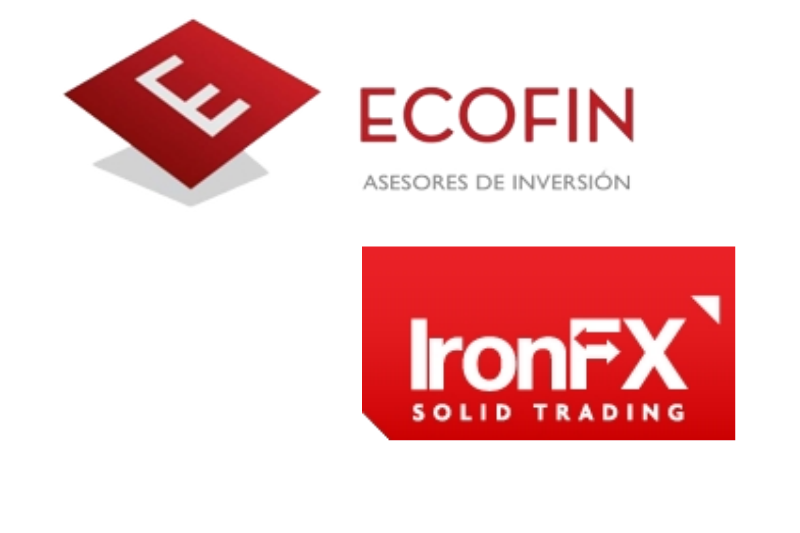 E
ECOFIN
ASESORES DE INVERSIÓN
IronFX
SOLID TRADING